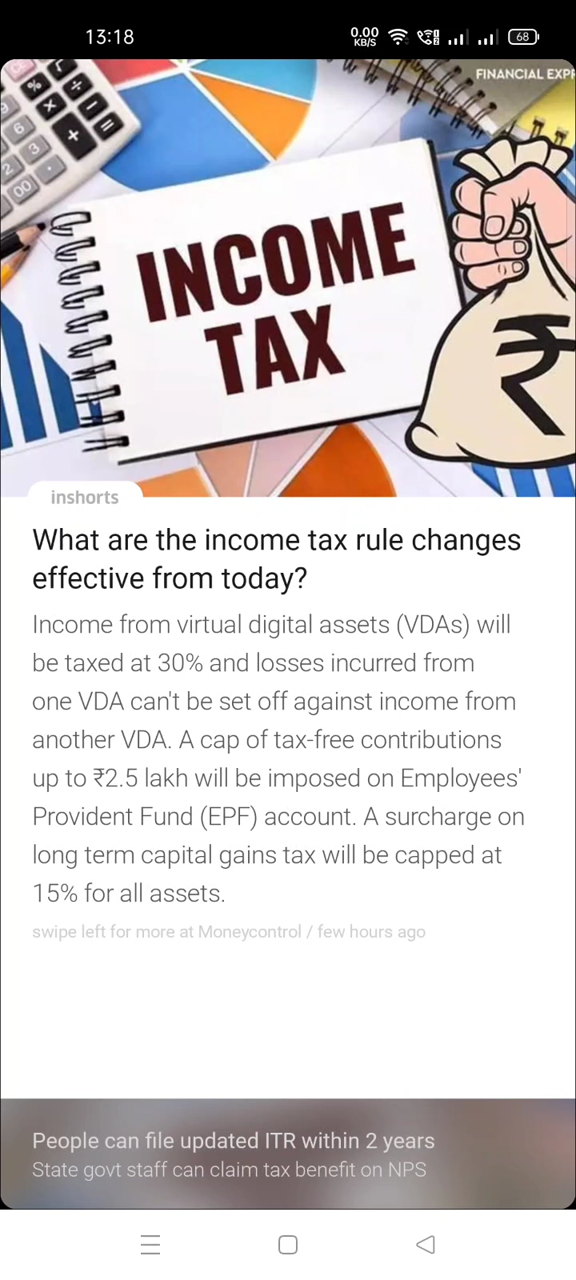 13:18
0.00
KB/S
68
FINANCIAL EXP
INCOME
TAX
₹
inshorts
What are the income tax rule changes
effective from today?
Income from virtual digital assets (VDAs) will
be taxed at 30% and losses incurred from
one VDA can't be set off against income from
another VDA. A cap of tax-free contributions
up to ₹2.5 lakh will be imposed on Employees'
Provident Fund (EPF) account. A surcharge on
long term capital gains tax will be capped at
15% for all assets.
swipe left for more at Moneycontrol / few hours ago
People can file updated ITR within 2 years
State govt staff can claim tax benefit on NPS